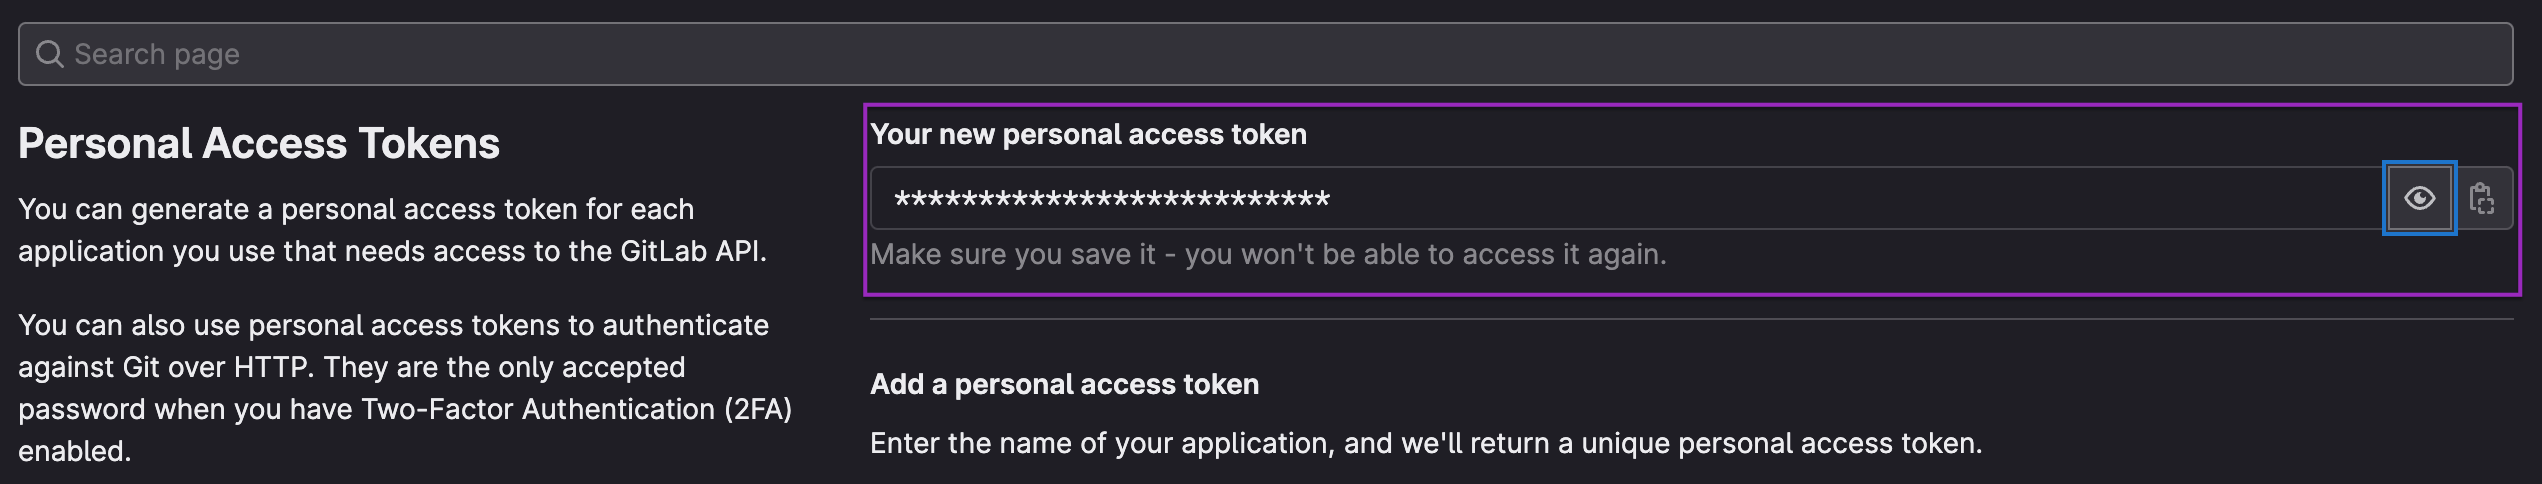 Search page
Personal Access Tokens
You can generate a personal access token for each
application you use that needs access to the GitLab API.
You can also use personal access tokens to authenticate
against Git over HTTP. They are the only accepted
password when you have Two-Factor Authentication (2FA)
enabled.
Your new personal access token
**************************
Make sure you save it - you won't be able to access it again.
Add a personal access token
Enter the name of your application, and we'll return a unique personal access token.